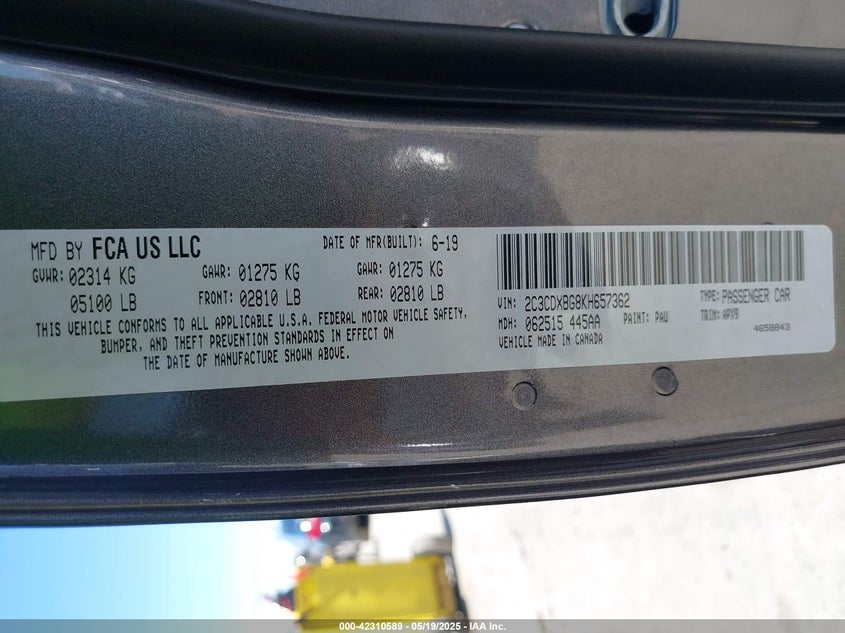 MFD BY FCA US LLC DATE OF MFR(BUILT): 6-19
GVWR: 02314 KG GAWR: 01275 KG GAWR: 01275 KG
05100 LB FRONT: 02810 LB REAR: 02810 LB
THIS VEHICLE CONFORMS TO ALL APPLICABLE U.S.A. FEDERAL MOTOR VEHICLE SAFETY,
BUMPER, AND THEFT PREVENTION STANDARDS IN EFFECT ON
THE DATE OF MANUFACTURE SHOWN ABOVE.
VIN: 2C3CDXBG8KH657362 TYPE: PASSENGER CAR
MDH: 062515 445AA PAINT: PAU TRIM: APX9
VEHICLE MADE IN CANADA 4658843
000-42310589 - 05/19/2025 - IAA Inc.